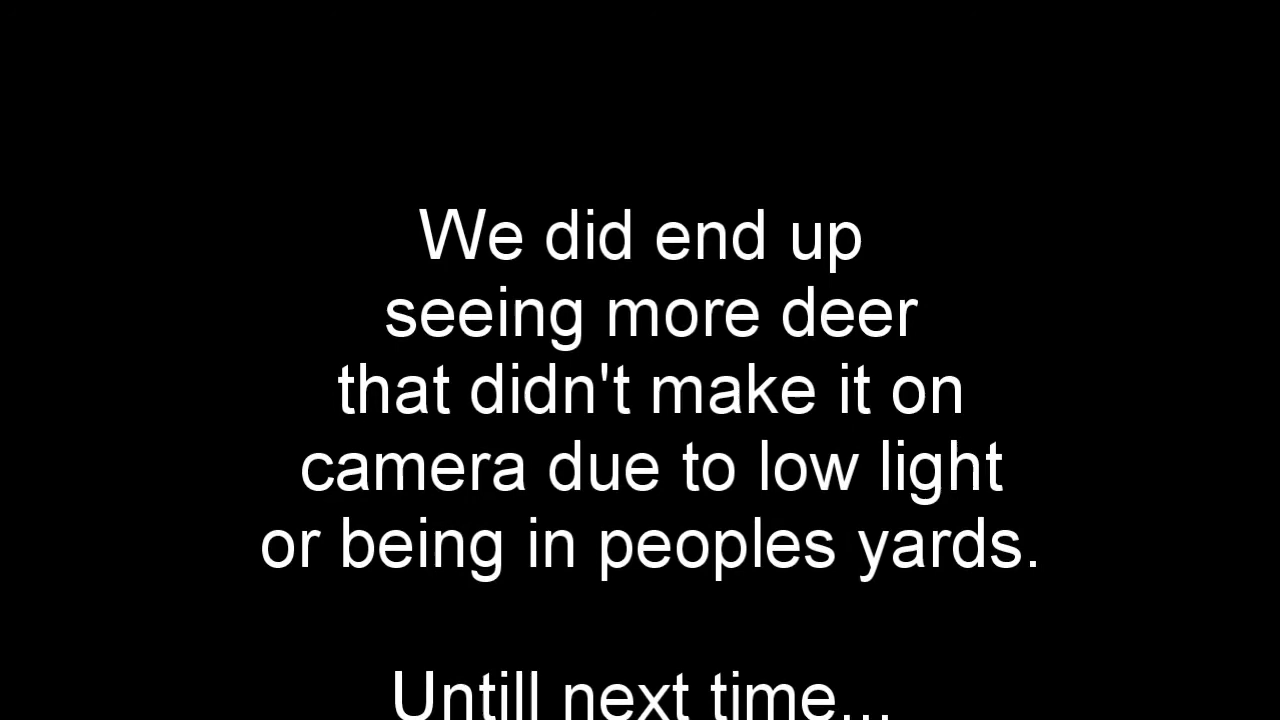 We did end up
seeing more deer
that didn't make it on
camera due to low light
or being in peoples yards.
Untill next time...